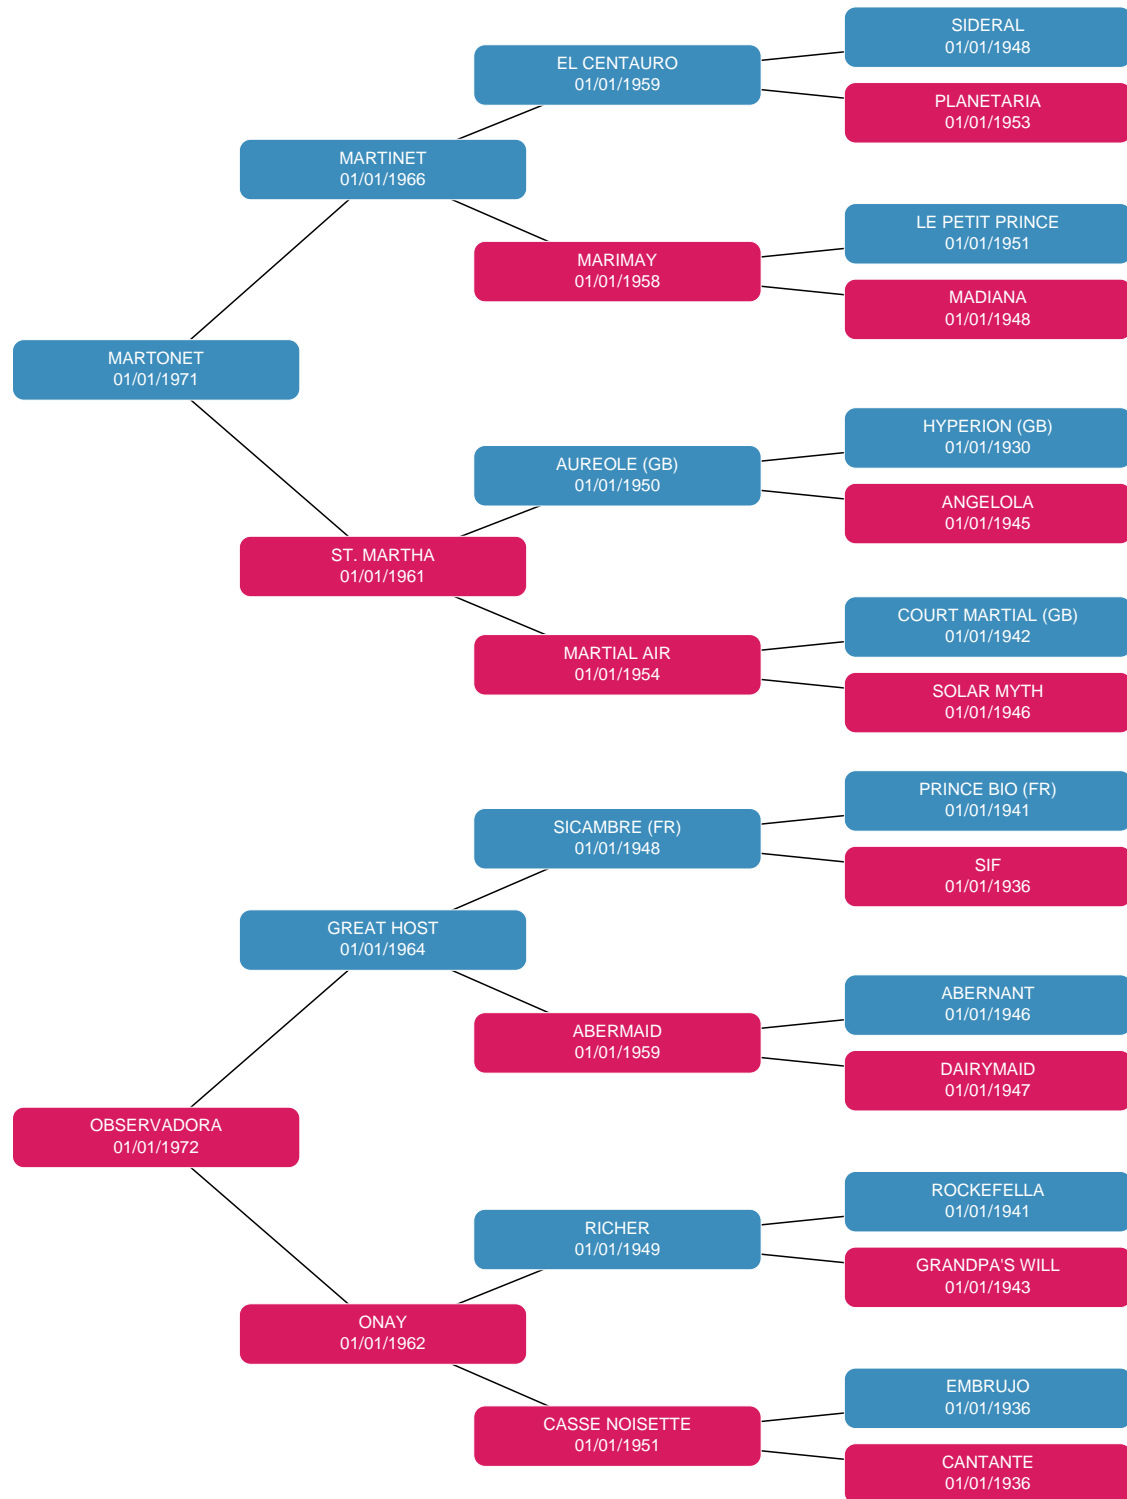 SIDERAL
01/01/1948
EL CENTAURO
01/01/1959
PLANETARIA
01/01/1953
MARTINET
01/01/1966
LE PETIT PRINCE
01/01/1951
MARIMAY
01/01/1958
MADIANA
01/01/1948
MARTONET
01/01/1971
HYPERION (GB)
01/01/1930
AUREOLE (GB)
01/01/1950
ANGELOLA
01/01/1945
ST. MARTHA
01/01/1961
COURT MARTIAL (GB)
01/01/1942
MARTIAL AIR
01/01/1954
SOLAR MYTH
01/01/1946
PRINCE BIO (FR)
01/01/1941
SICAMBRE (FR)
01/01/1948
SIF
01/01/1936
GREAT HOST
01/01/1964
ABERNANT
01/01/1946
ABERMAID
01/01/1959
DAIRYMAID
01/01/1947
OBSERVADORA
01/01/1972
ROCKEFELLA
01/01/1941
RICHER
01/01/1949
GRANDPA'S WILL
01/01/1943
ONAY
01/01/1962
EMBRUJO
01/01/1936
CASSE NOISETTE
01/01/1951
CANTANTE
01/01/1936